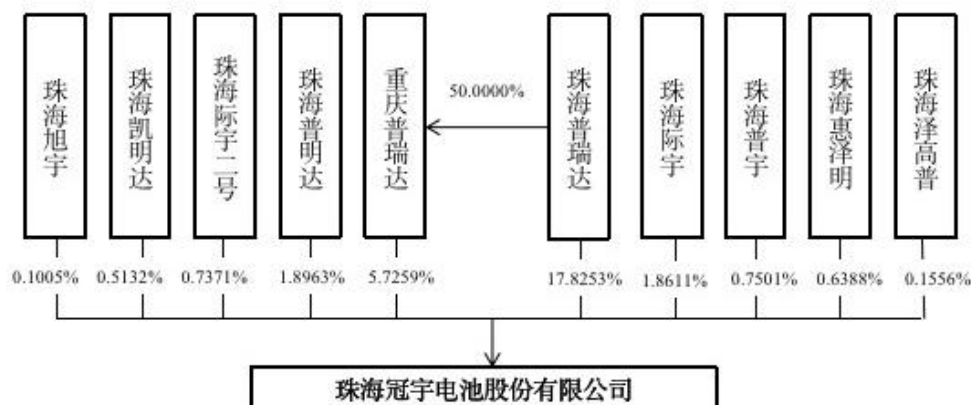 珠海旭宇
珠海凯明达
珠海际宇二号
珠海普明达
重庆普瑞达
50.0000%
珠海普瑞达
珠海际宇
珠海普宇
珠海惠泽明
珠海泽高普
0.1005%
0.5132%
0.7371%
1.8963%
5.7259%
17.8253%
1.8611%
0.7501%
0.6388%
0.1556%
珠海冠宇电池股份有限公司